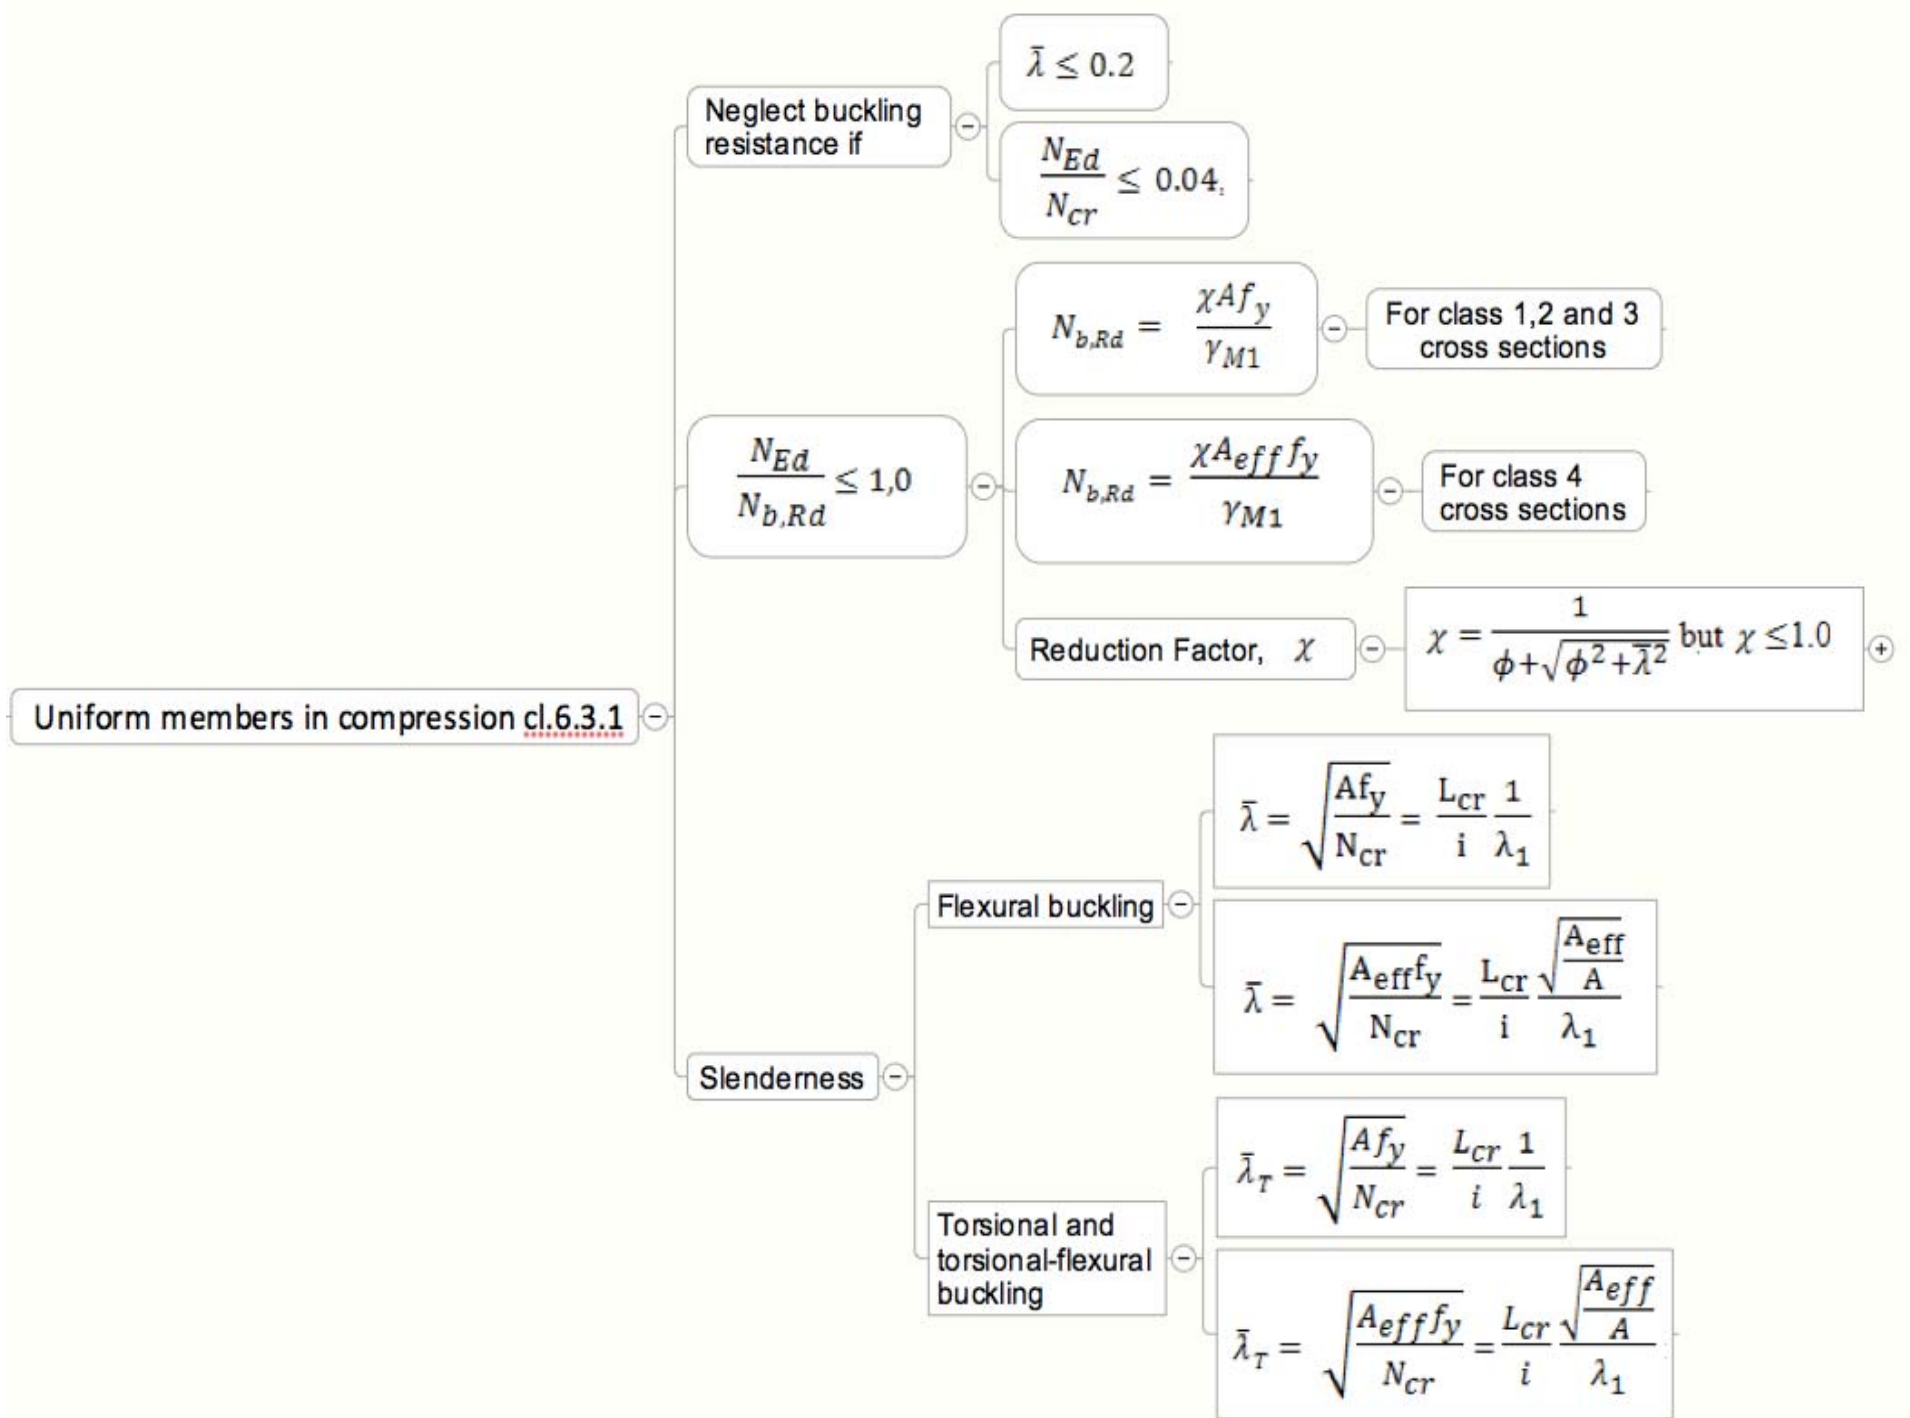 λ̄ ≤ 0.2
Neglect buckling
resistance if
N_Ed / N_cr ≤ 0.04.
N_b,Rd = χAf_y / γ_M1
For class 1,2 and 3
cross sections
N_Ed / N_b,Rd ≤ 1,0
N_b,Rd = χA_eff f_y / γ_M1
For class 4
cross sections
Reduction Factor, χ
χ = 1 / (ϕ+√(ϕ²+λ̄²)) but χ ≤1.0
Uniform members in compression cl.6.3.1
λ̄ = √(Af_y / N_cr) = L_cr / i 1 / λ_1
Flexural buckling
λ̄ = √(A_eff f_y / N_cr) = L_cr / i √(A_eff / A) / λ_1
Slenderness
λ̄_T = √(Af_y / N_cr) = L_cr / i 1 / λ_1
Torsional and
torsional-flexural
buckling
λ̄_T = √(A_eff f_y / N_cr) = L_cr / i √(A_eff / A) / λ_1